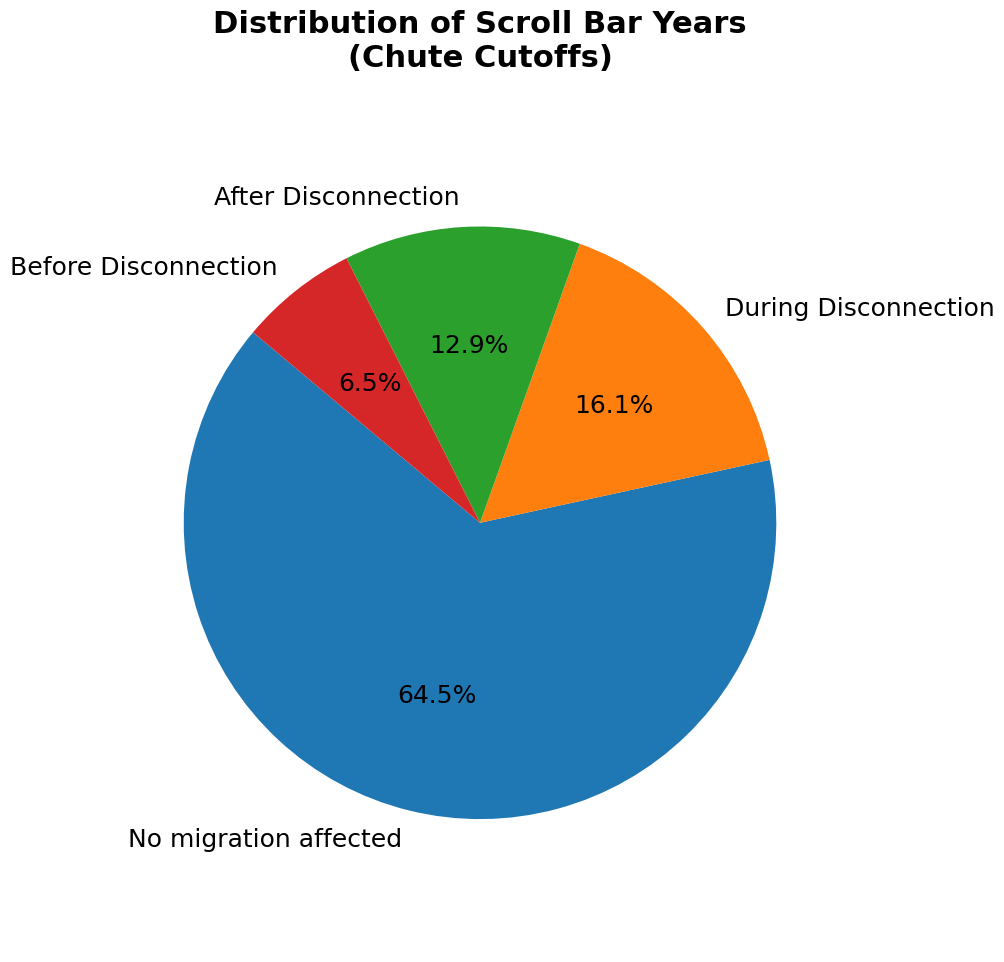 Distribution of Scroll Bar Years
(Chute Cutoffs)
After Disconnection
Before Disconnection
During Disconnection
12.9%
6.5%
16.1%
64.5%
No migration affected